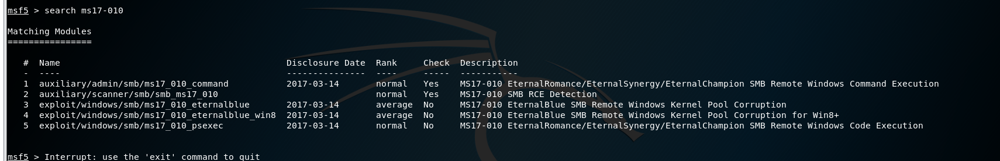 msf5 > search ms17-010
Matching Modules
================
# Name Disclosure Date Rank Check Description
- ---- --------------- ---- ----- -----------
1 auxiliary/admin/smb/ms17_010_command 2017-03-14 normal Yes MS17-010 EternalRomance/EternalSynergy/EternalChampion SMB Remote Windows Command Execution
2 auxiliary/scanner/smb/smb_ms17_010 normal Yes MS17-010 SMB RCE Detection
3 exploit/windows/smb/ms17_010_eternalblue 2017-03-14 average No MS17-010 EternalBlue SMB Remote Windows Kernel Pool Corruption
4 exploit/windows/smb/ms17_010_eternalblue_win8 2017-03-14 average No MS17-010 EternalBlue SMB Remote Windows Kernel Pool Corruption for Win8+
5 exploit/windows/smb/ms17_010_psexec 2017-03-14 normal No MS17-010 EternalRomance/EternalSynergy/EternalChampion SMB Remote Windows Code Execution
msf5 > Interrupt: use the 'exit' command to quit